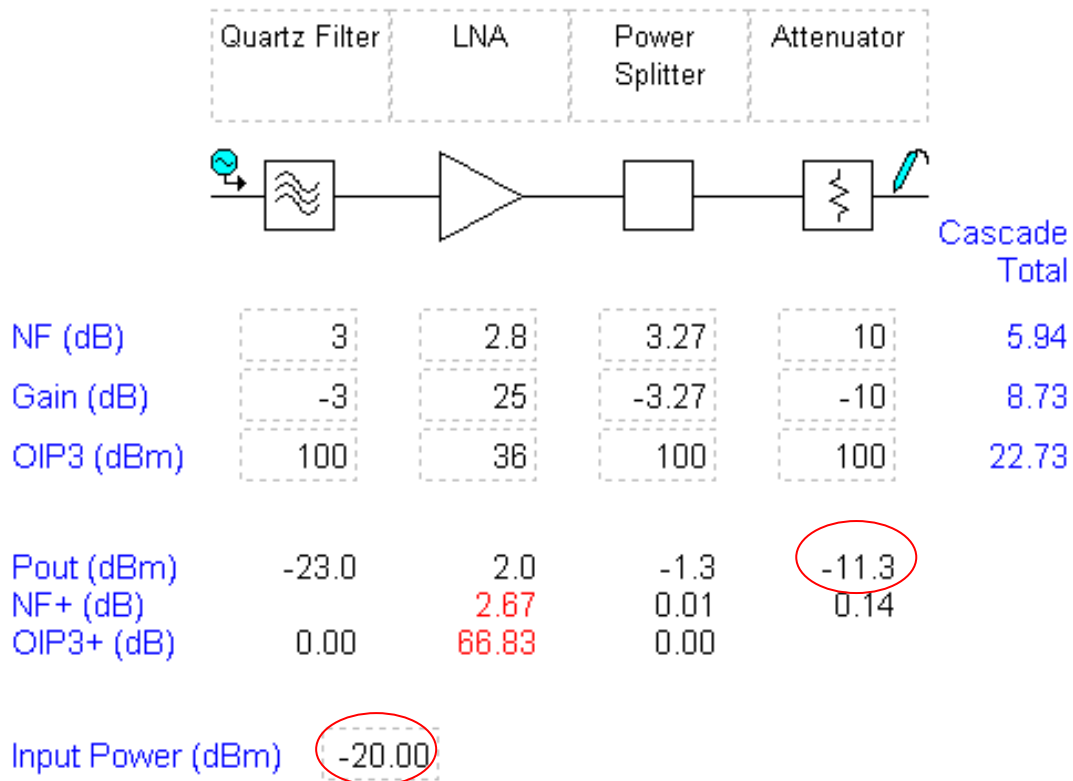 Quartz Filter LNA Power Splitter Attenuator
Cascade Total
NF (dB) 3 2.8 3.27 10 5.94
Gain (dB) -3 25 -3.27 -10 8.73
OIP3 (dBm) 100 36 100 100 22.73
Pout (dBm) -23.0 2.0 -1.3 -11.3
NF+ (dB) 2.67 0.01 0.14
OIP3+ (dB) 0.00 66.83 0.00
Input Power (dBm) -20.00